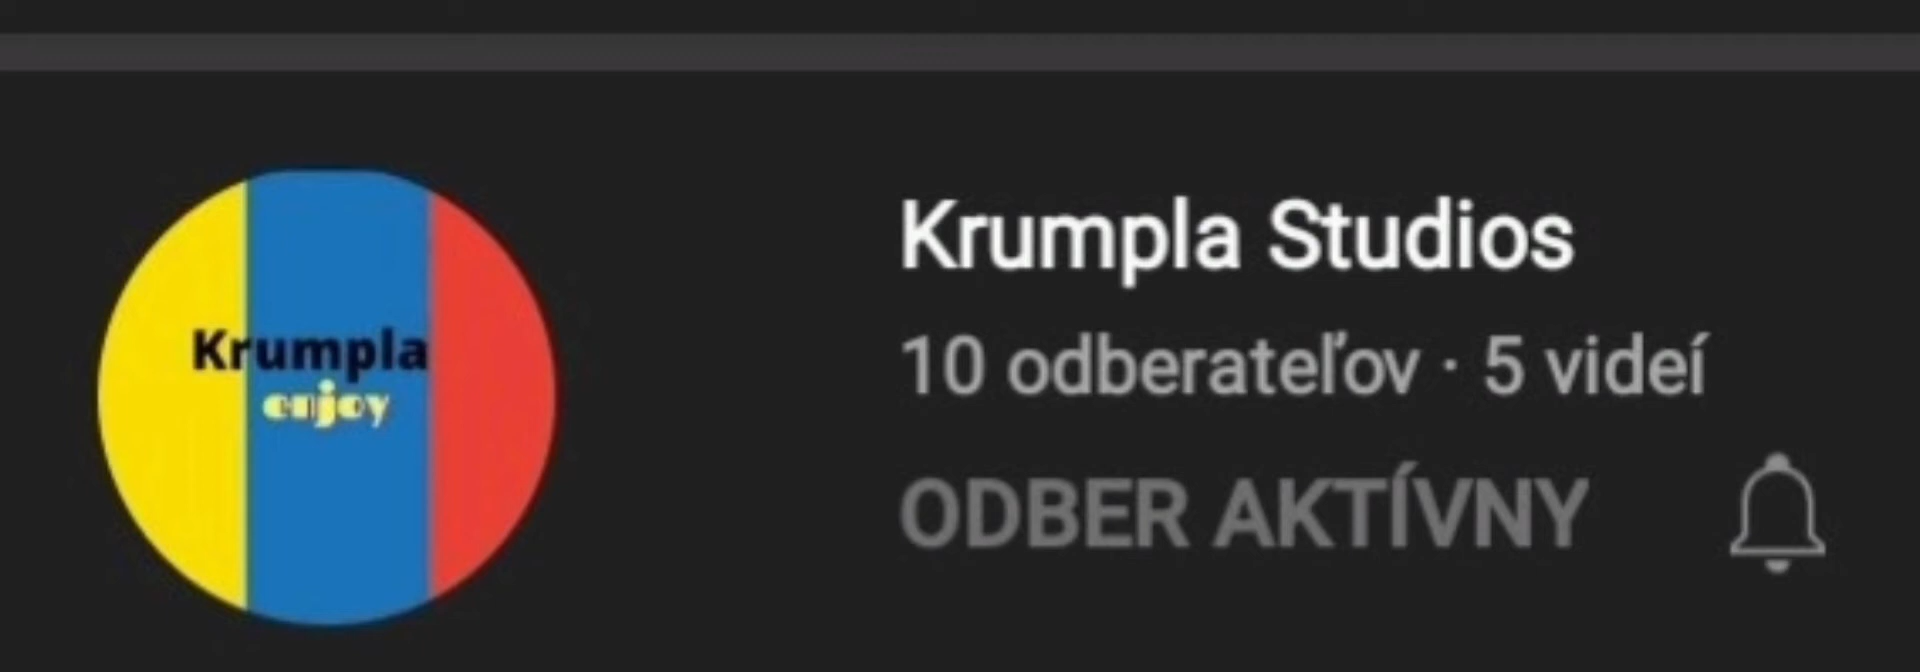 Krumpla
enjoy
Krumpla Studios
10 odberateľov · 5 videí
ODBER AKTÍVNY